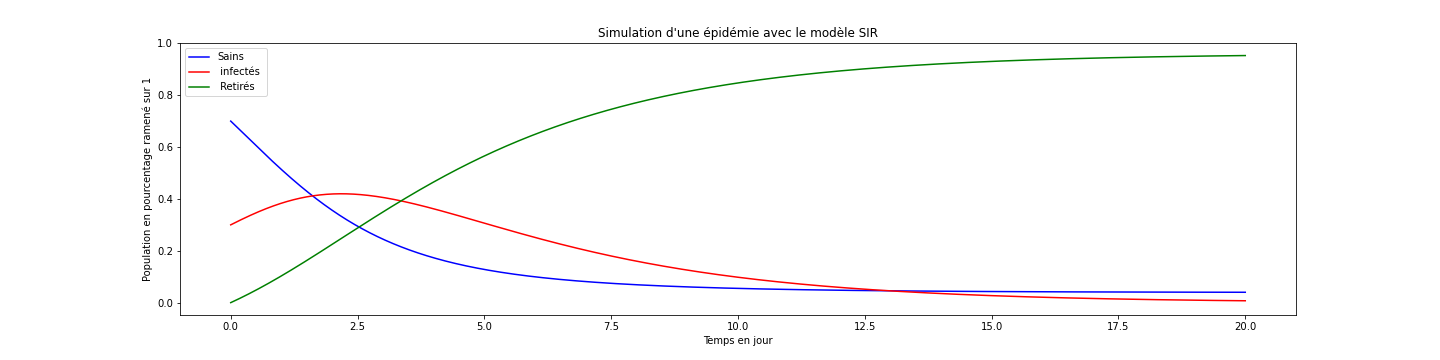 Simulation d'une épidémie avec le modèle SIR
Population en pourcentage ramené sur 1
1.0
0.8
0.6
0.4
0.2
0.0
Sains
infectés
Retirés
0.0 2.5 5.0 7.5 10.0 12.5 15.0 17.5 20.0
Temps en jour